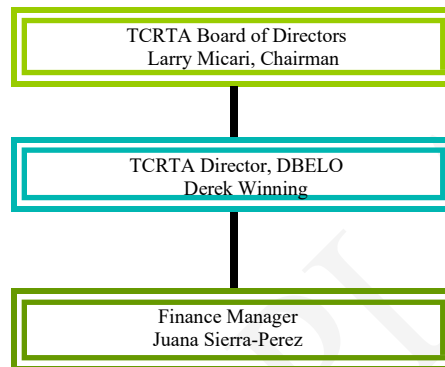 TCRTA Board of Directors
Larry Micari, Chairman
TCRTA Director, DBELO
Derek Winning
Finance Manager
Juana Sierra-Perez